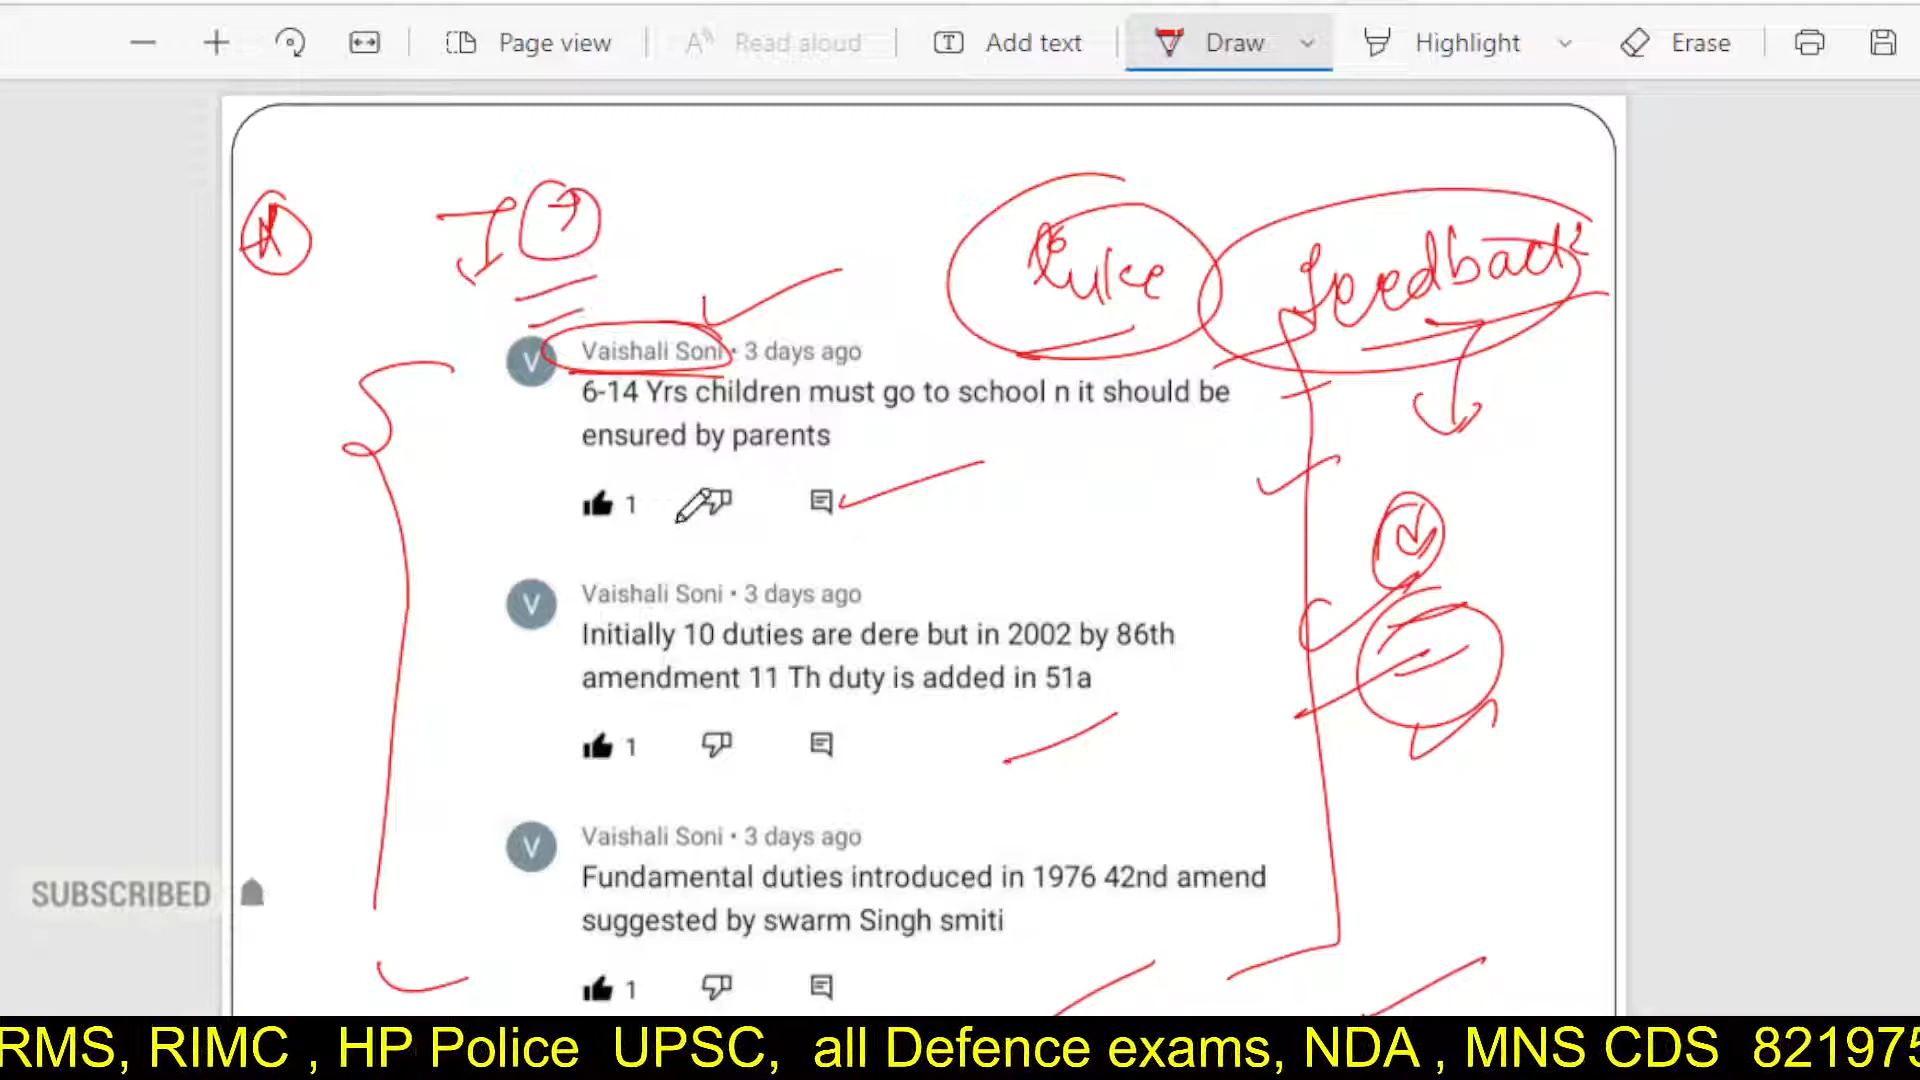 Page view
Read aloud
Add text
Draw
Highlight
Erase
feedback
V
Vaishali Soni • 3 days ago
6-14 Yrs children must go to school n it should be
ensured by parents
1
V
Vaishali Soni • 3 days ago
Initially 10 duties are dere but in 2002 by 86th
amendment 11 Th duty is added in 51a
1
V
Vaishali Soni • 3 days ago
Fundamental duties introduced in 1976 42nd amend
suggested by swarm Singh smiti
1
SUBSCRIBED
RMS, RIMC , HP Police UPSC, all Defence exams, NDA , MNS CDS 821975